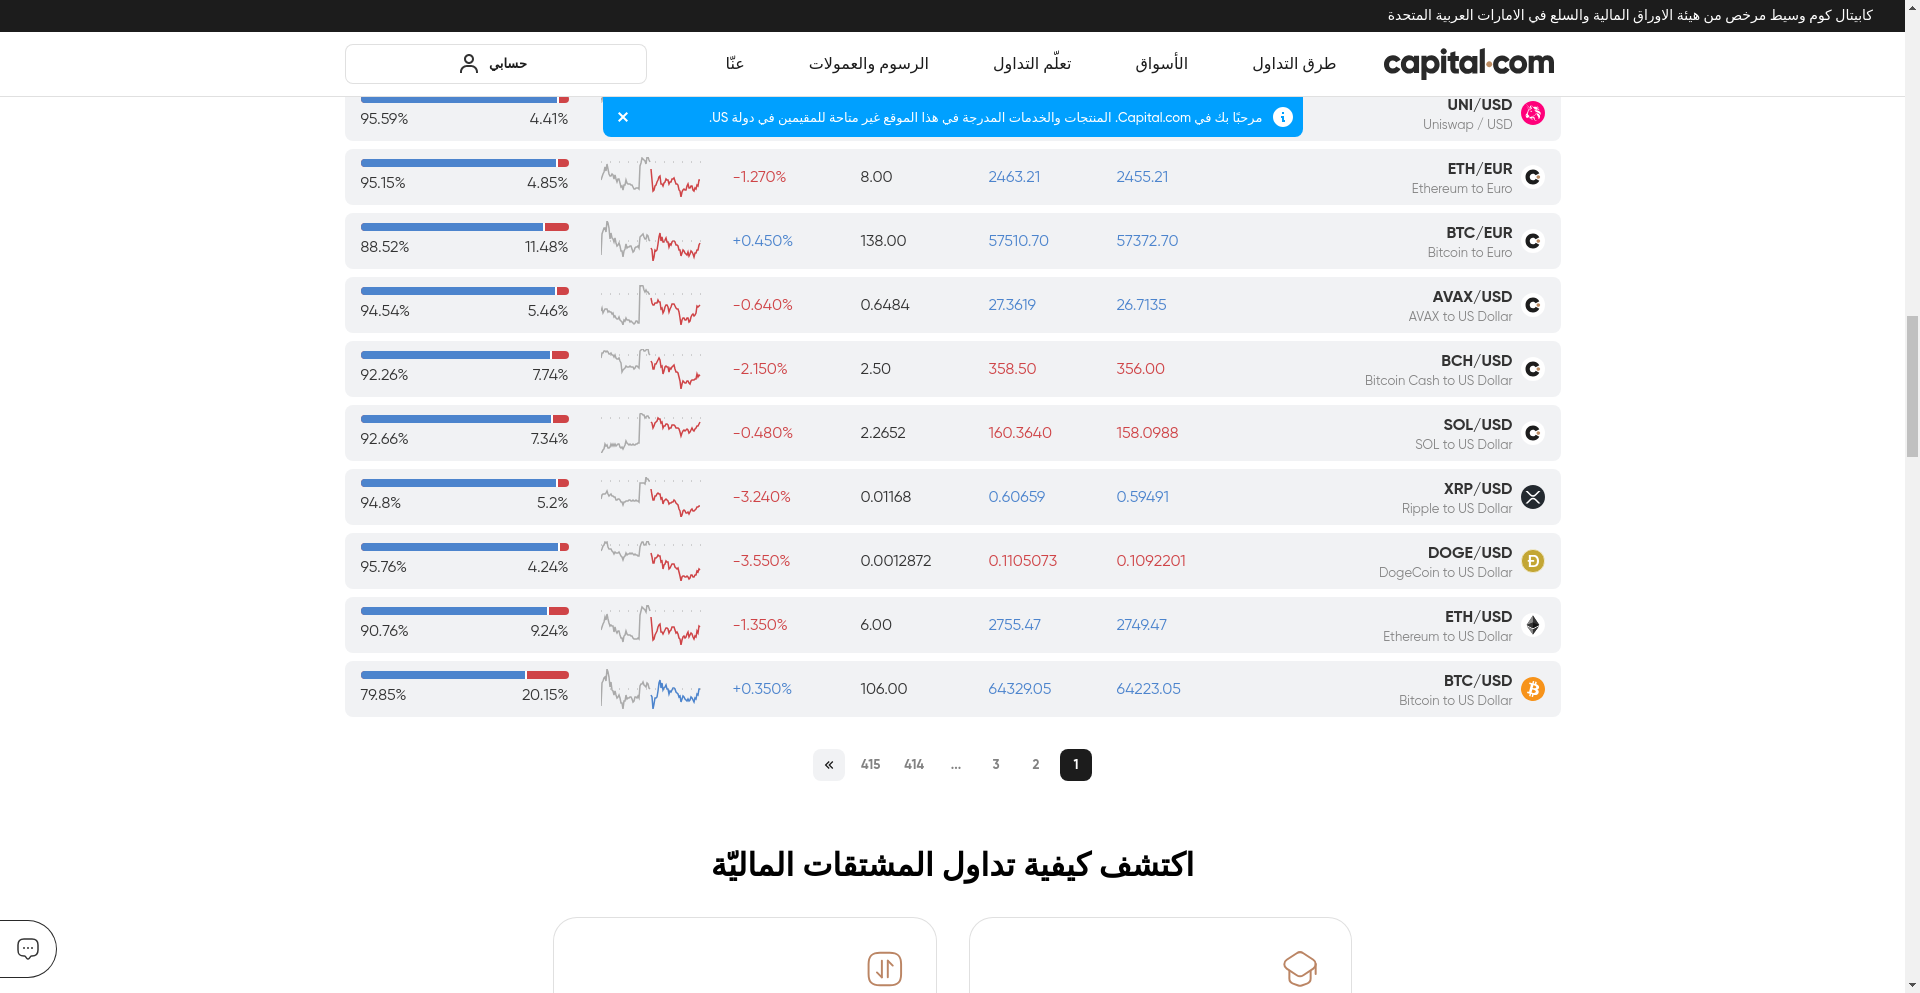 كابيتال كوم وسيط مرخص من هيئة الاوراق المالية والسلع في الامارات العربية المتحدة
capital.com
طرق التداول
الأسواق
تعلّم التداول
الرسوم والعمولات
عنّا
حسابي
مرحبًا بك في Capital.com. المنتجات والخدمات المدرجة في هذا الموقع غير متاحة للمقيمين في دولة US.
UNI/USD
Uniswap / USD
4.41%
95.59%
ETH/EUR
Ethereum to Euro
2455.21
2463.21
8.00
-1.270%
4.85%
95.15%
BTC/EUR
Bitcoin to Euro
57372.70
57510.70
138.00
+0.450%
11.48%
88.52%
AVAX/USD
AVAX to US Dollar
26.7135
27.3619
0.6484
-0.640%
5.46%
94.54%
BCH/USD
Bitcoin Cash to US Dollar
356.00
358.50
2.50
-2.150%
7.74%
92.26%
SOL/USD
SOL to US Dollar
158.0988
160.3640
2.2652
-0.480%
7.34%
92.66%
XRP/USD
Ripple to US Dollar
0.59491
0.60659
0.01168
-3.240%
5.2%
94.8%
DOGE/USD
DogeCoin to US Dollar
0.1092201
0.1105073
0.0012872
-3.550%
4.24%
95.76%
ETH/USD
Ethereum to US Dollar
2749.47
2755.47
6.00
-1.350%
9.24%
90.76%
BTC/USD
Bitcoin to US Dollar
64223.05
64329.05
106.00
+0.350%
20.15%
79.85%
1 2 3 ... 414 415 »
اكتشف كيفية تداول المشتقات الماليّة